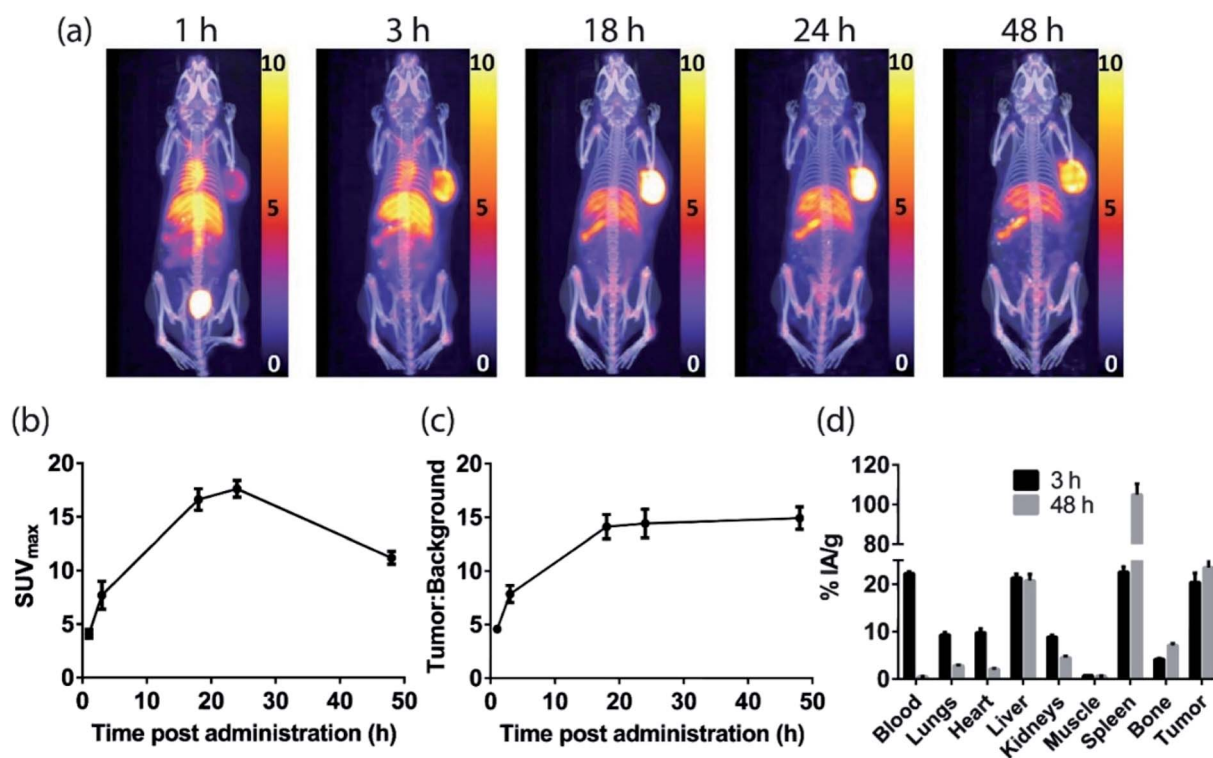 (a) 1 h 3 h 18 h 24 h 48 h
10 10 10 10 10
5 5 5 5 5
0 0 0 0 0
(b)
20
15
10
5
0
SUVmax
0 10 20 30 40 50
Time post administration (h)
(c)
20
15
10
5
0
Tumor:Background
0 10 20 30 40 50
Time post administration (h)
(d)
120
100
80
20
10
0
% IA/g
3 h
48 h
Blood
Lungs
Heart
Liver
Kidneys
Muscle
Spleen
Bone
Tumor